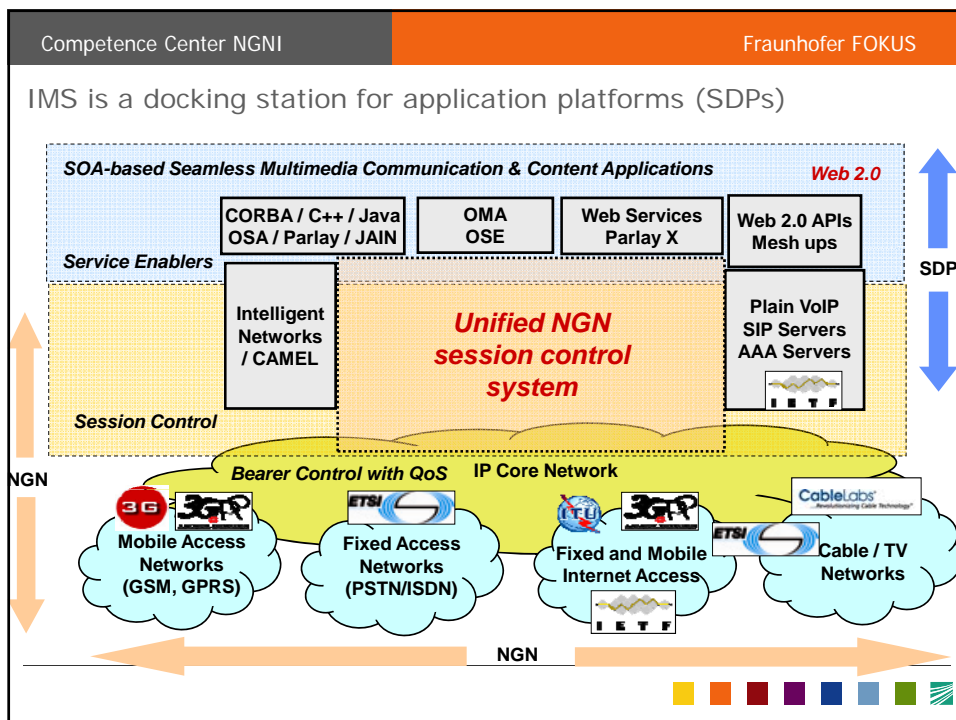 Competence Center NGNI
Fraunhofer FOKUS
IMS is a docking station for application platforms (SDPs)
SOA-based Seamless Multimedia Communication & Content Applications
Web 2.0
CORBA / C++ / Java
OSA / Parlay / JAIN
OMA
OSE
Web Services
Parlay X
Web 2.0 APIs
Mesh ups
Service Enablers
SDP
Intelligent
Networks
/ CAMEL
Unified NGN
session control
system
Plain VoIP
SIP Servers
AAA Servers
I E T F
Session Control
NGN
Bearer Control with QoS
IP Core Network
3G
3GPP
ETSI
ITU
3GPP
ETSI
CableLabs®
...Revolutionizing Cable Technology™
Mobile Access
Networks
(GSM, GPRS)
Fixed Access
Networks
(PSTN/ISDN)
Fixed and Mobile
Internet Access
I E T F
Cable / TV
Networks
NGN